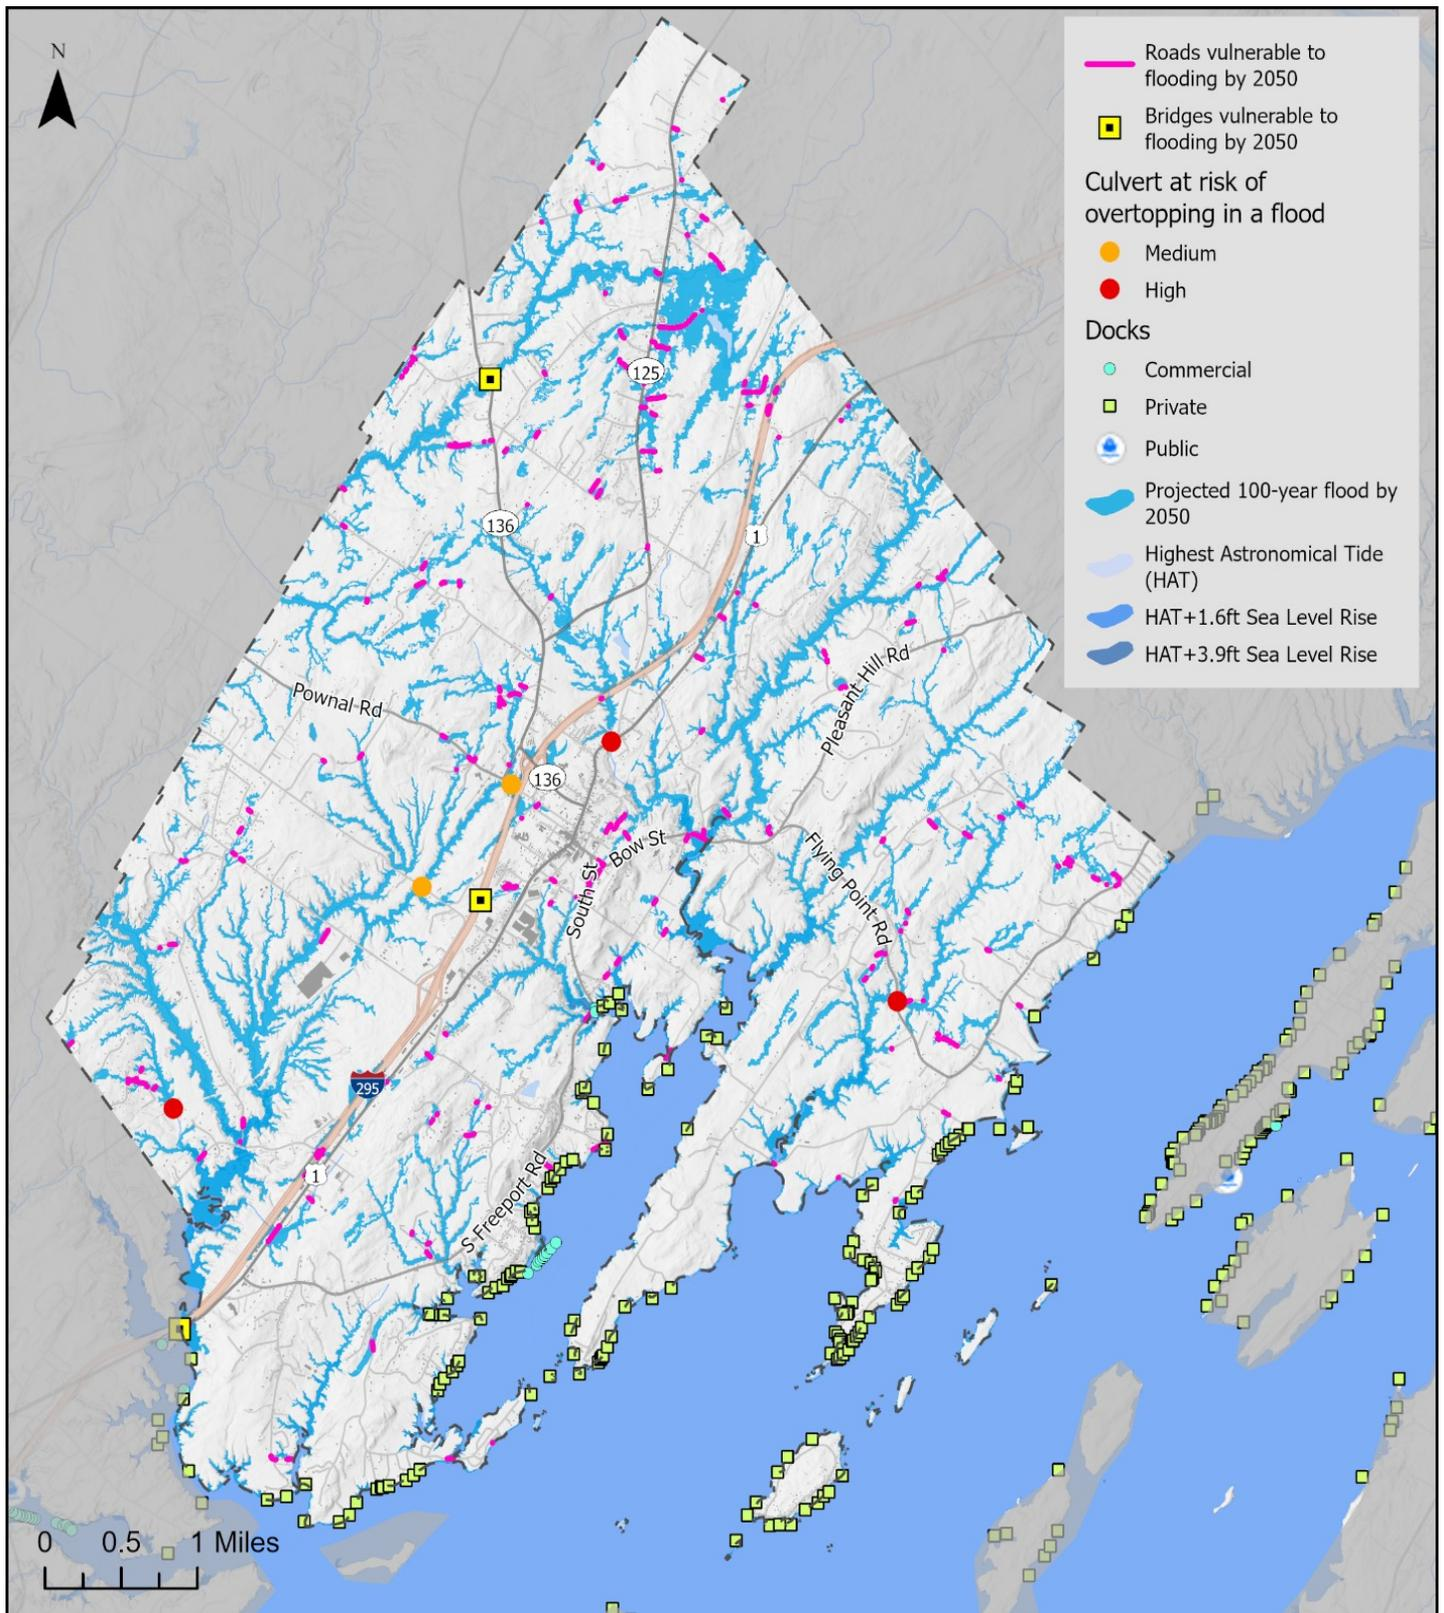 N
Roads vulnerable to
flooding by 2050
Bridges vulnerable to
flooding by 2050
Culvert at risk of
overtopping in a flood
Medium
High
Docks
Commercial
Private
Public
Projected 100-year flood by
2050
Highest Astronomical Tide
(HAT)
HAT+1.6ft Sea Level Rise
HAT+3.9ft Sea Level Rise
125
136
1
Pleasant Hill Rd
Pownal Rd
136
Bow St
Flying Point Rd
South St
295
1
S Freeport Rd
0 0.5 1 Miles